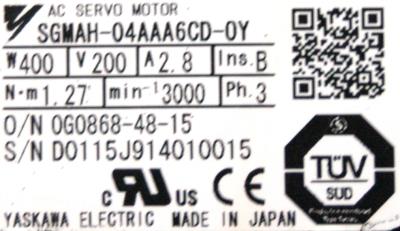 AC SERVO MOTOR
SGMAH-04AAA6CD-0Y
W 400 V 200 A 2.8 Ins. B
N·m 1.27 min⁻¹ 3000 Ph. 3
O/N 0G0868-48-15
S/N D0115J914010015
C RU US CE
TÜV
SUD
YASKAWA ELECTRIC MADE IN JAPAN